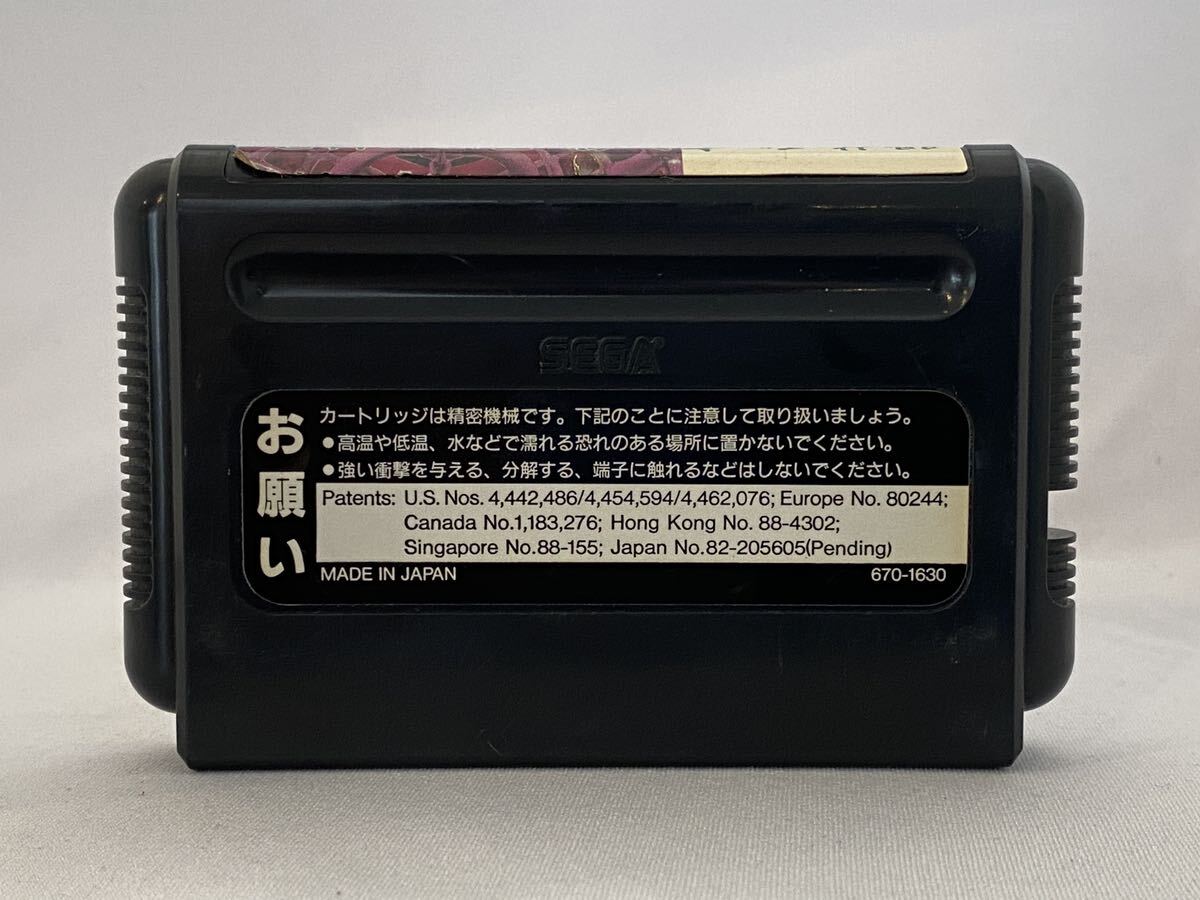 SEGA
お願い
カートリッジは精密機械です。下記のことに注意して取り扱いましょう。
●高温や低温、水などで濡れる恐れのある場所に置かないでください。
●強い衝撃を与える、分解する、端子に触れるなどはしないでください。
Patents: U.S. Nos. 4,442,486/4,454,594/4,462,076; Europe No. 80244;
Canada No.1,183,276; Hong Kong No. 88-4302;
Singapore No.88-155; Japan No.82-205605(Pending)
MADE IN JAPAN 670-1630